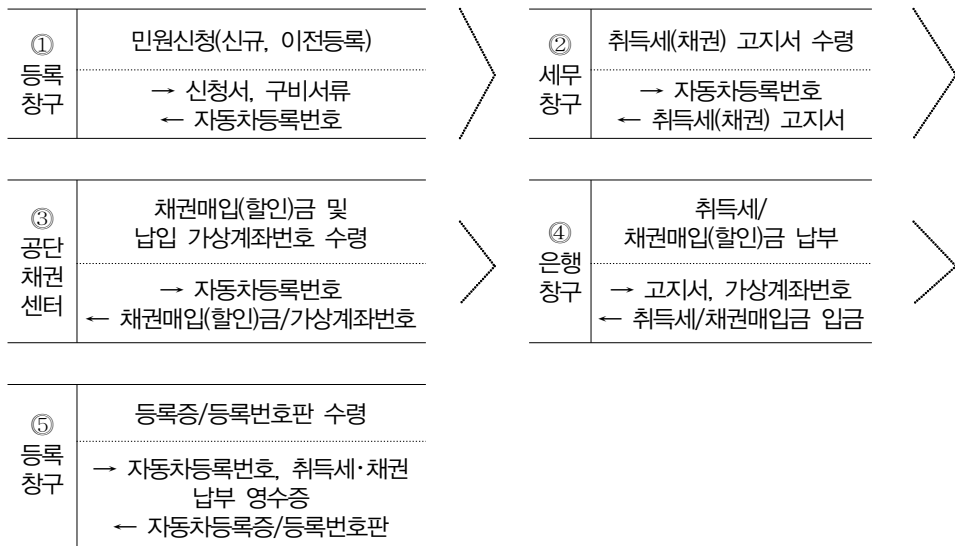 ① 등록 창구
민원신청(신규, 이전등록)
→ 신청서, 구비서류
← 자동차등록번호
② 세무 창구
취득세(채권) 고지서 수령
→ 자동차등록번호
← 취득세(채권) 고지서
③ 공단 채권 센터
채권매입(할인)금 및
납입 가상계좌번호 수령
→ 자동차등록번호
← 채권매입(할인)금/가상계좌번호
④ 은행 창구
취득세/
채권매입(할인)금 납부
→ 고지서, 가상계좌번호
← 취득세/채권매입금 입금
⑤ 등록 창구
등록증/등록번호판 수령
→ 자동차등록번호, 취득세·채권
납부 영수증
← 자동차등록증/등록번호판